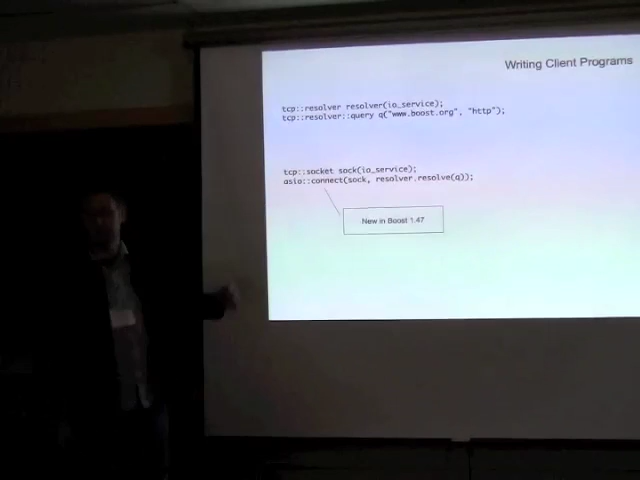 Writing Client Programs
tcp::resolver resolver(io_service);
tcp::resolver::query q("www.boost.org", "http");
tcp::socket sock(io_service);
asio::connect(sock, resolver.resolve(q));
New in Boost 1.47